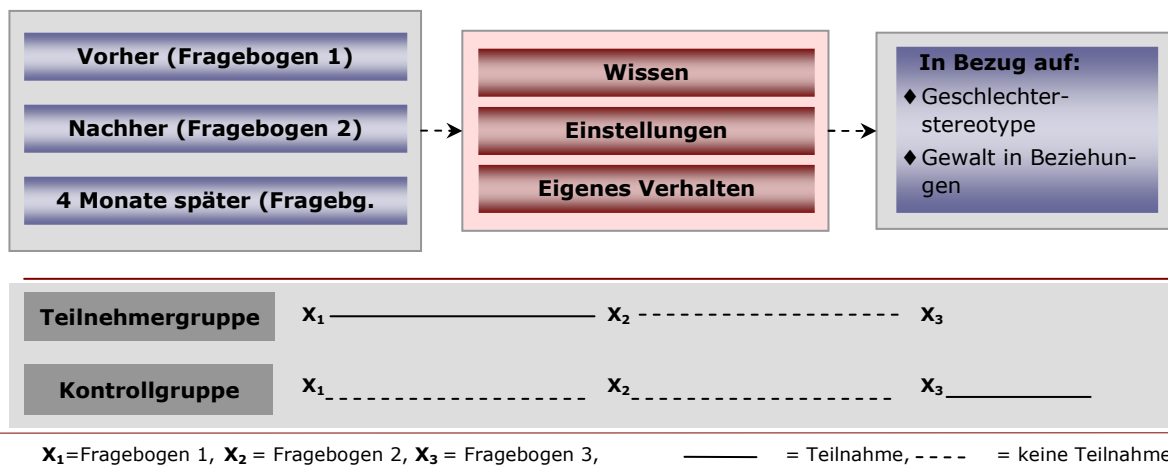 Vorher (Fragebogen 1)
Nachher (Fragebogen 2)
4 Monate später (Fragebg.
Wissen
Einstellungen
Eigenes Verhalten
In Bezug auf:
♦ Geschlechter-
stereotype
♦ Gewalt in Beziehun-
gen
Teilnehmergruppe X₁ X₂ X₃
Kontrollgruppe X₁ X₂ X₃
X₁=Fragebogen 1, X₂ = Fragebogen 2, X₃ = Fragebogen 3, = Teilnahme, = keine Teilnahme